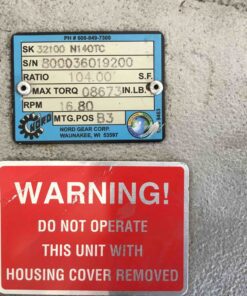 PH # 608-849-7300
SK 32100 N140TC
S/N 800036019200
RATIO 104.00 S.F.
MAX TORQ 08673 IN.LB.
RPM 16.80
NORD MTG.POS B3
NORD GEAR CORP.
WAUNAKEE, WI 53597
WARNING!
DO NOT OPERATE
THIS UNIT WITH
HOUSING COVER REMOVED